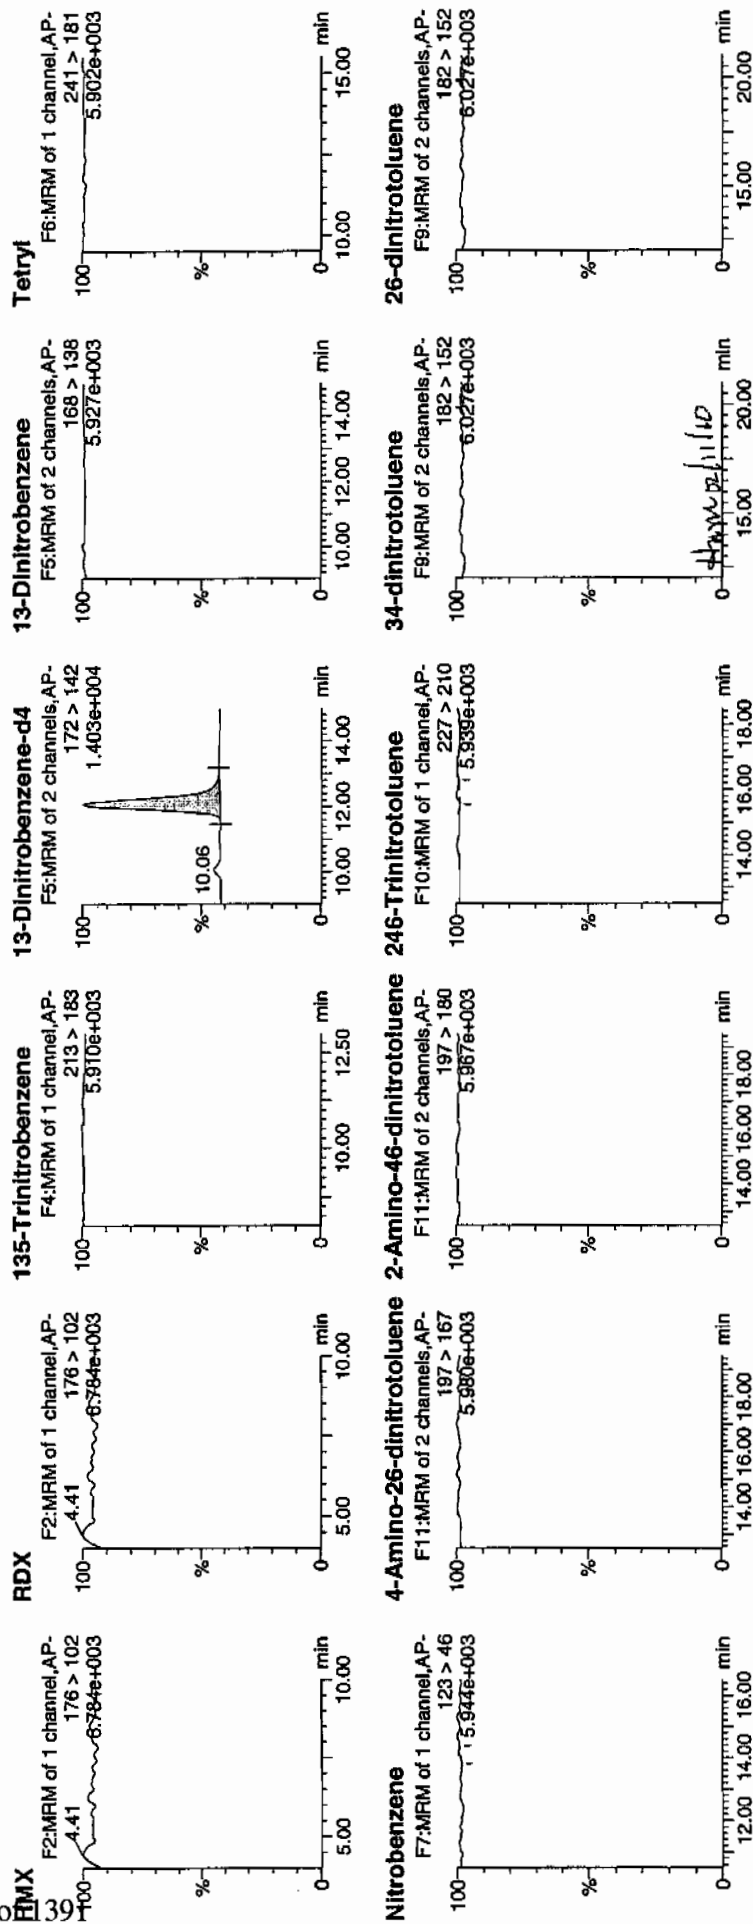 HMX
F2:MRM of 1 channel,AP-
176 > 102
6.784e+003
4.41
100
%
0
5.00 10.00 min
RDX
F2:MRM of 1 channel,AP-
176 > 102
6.784e+003
4.41
100
%
0
5.00 10.00 min
135-Trinitrobenzene
F4:MRM of 1 channel,AP-
213 > 183
5.910e+003
100
%
0
10.00 12.50 min
13-Dinitrobenzene-d4
F5:MRM of 2 channels,AP-
172 > 142
1.403e+004
10.06
100
%
0
10.00 12.00 14.00 min
13-Dinitrobenzene
F5:MRM of 2 channels,AP-
168 > 138
5.927e+003
100
%
0
10.00 12.00 14.00 min
Tetryl
F6:MRM of 1 channel,AP-
241 > 181
5.902e+003
100
%
0
10.00 15.00 min
Nitrobenzene
F7:MRM of 1 channel,AP-
123 > 46
5.944e+003
100
%
0
12.00 14.00 16.00 min
4-Amino-26-dinitrotoluene
F11:MRM of 2 channels,AP-
197 > 167
5.980e+003
100
%
0
14.00 16.00 18.00 min
2-Amino-46-dinitrotoluene
F11:MRM of 2 channels,AP-
197 > 180
5.967e+003
100
%
0
14.00 16.00 18.00 min
246-Trinitrotoluene
F10:MRM of 1 channel,AP-
227 > 210
5.939e+003
100
%
0
14.00 16.00 18.00 min
34-dinitrotoluene
F9:MRM of 2 channels,AP-
182 > 152
6.027e+003
100
%
0
15.00 20.00 min
26-dinitrotoluene
F9:MRM of 2 channels,AP-
182 > 152
6.027e+003
100
%
0
15.00 20.00 min
of 1391